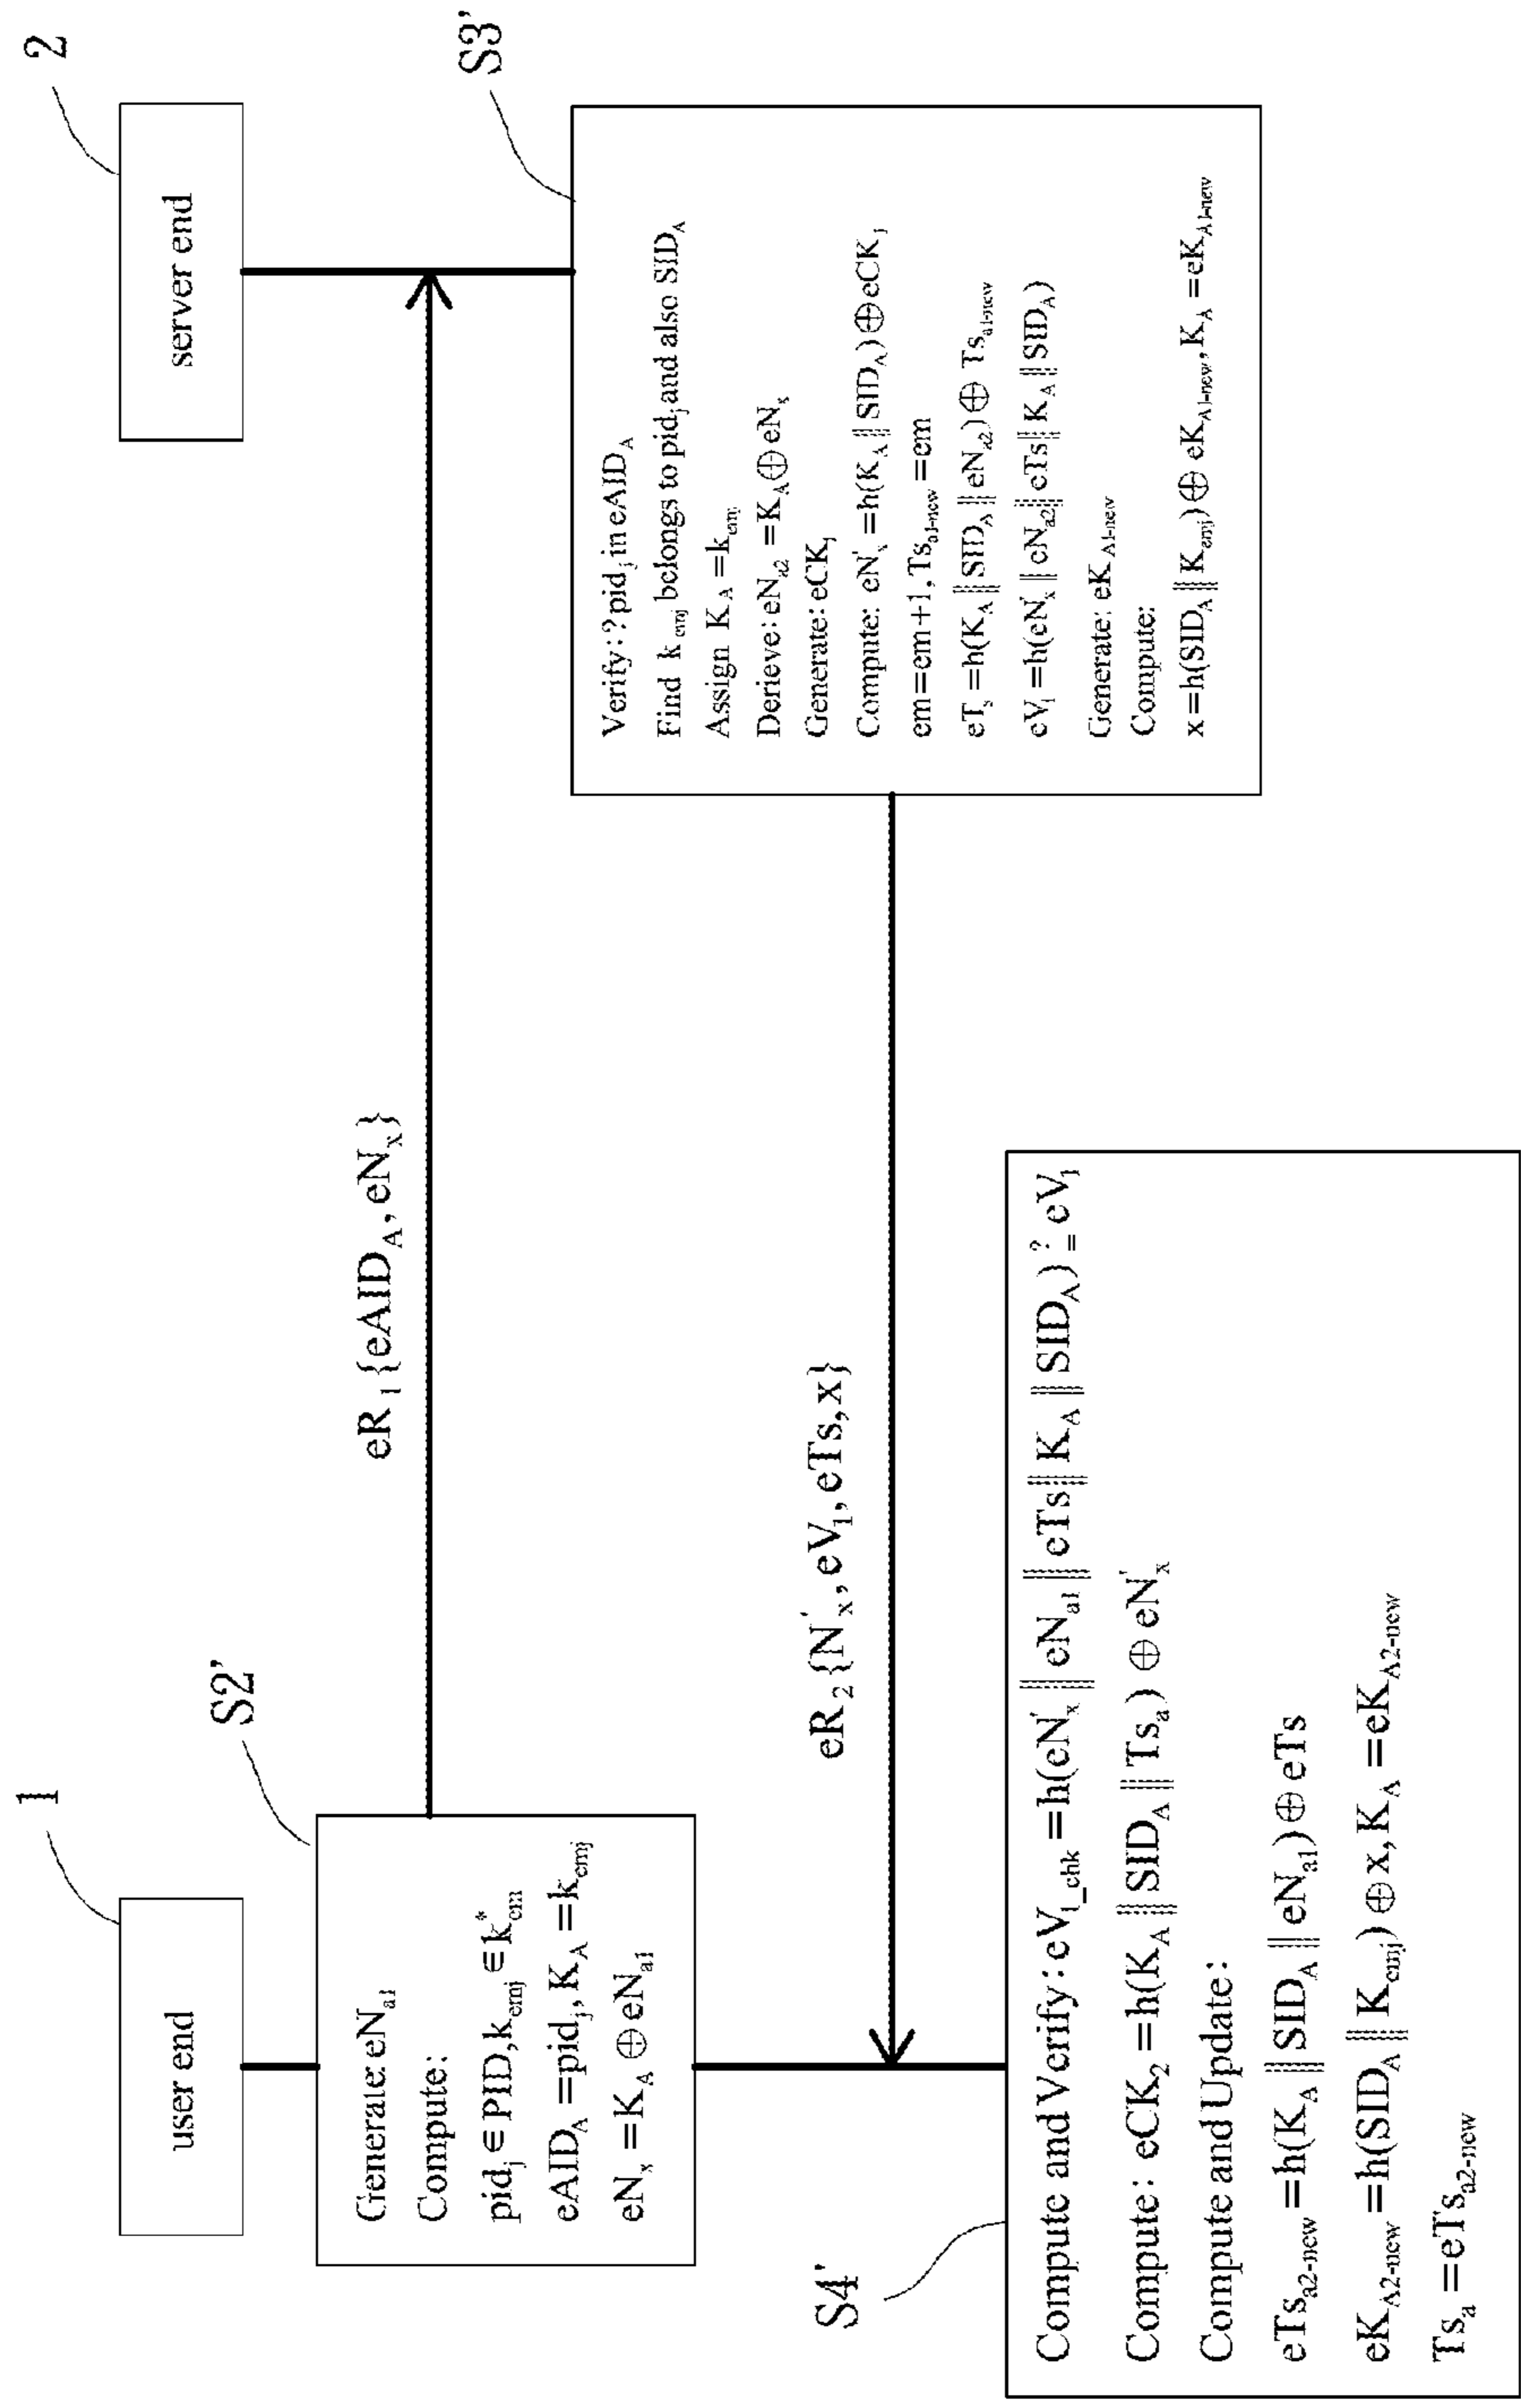 1
user end
2
server end
S2'
Generate: eN_a1
Compute:
pid_j ∈ PID, k_emj ∈ k*_em
eAID_A = pid_j, K_A = k_emj
eN_x = K_A ⊕ eN_a1
eR_1 {eAID_A, eN_x}
S3'
Verify: ? pid_j in eAID_A
Find k_emj belongs to pid_j and also SID_A
Assign K_A = k_emj
Derieve: eN_a2 = K_A ⊕ eN_x
Generate: eCK_1
Compute: eN'_x = h(K_A || SID_A) ⊕ eCK_1
em = em+1, Ts_a1-new = em
eT_s = h(K_A || SID_A || eN_a2) ⊕ Ts_a1-new
eV_1 = h(eN'_x || eN_a2 || eTs || K_A || SID_A)
Generate: eK_A1-new
Compute:
x = h(SID_A || K_emj) ⊕ eK_A1-new, K_A = eK_A1-new
eR_2 {N'_x, eV_1, eTs, x}
S4'
Compute and Verify: eV_1_chk = h(eN'_x || eN_a1 || eTs || K_A || SID_A) ?= eV_1
Compute: eCK_2 = h(K_A || SID_A || Ts_a) ⊕ eN'_x
Compute and Update:
eTs_a2-new = h(K_A || SID_A || eN_a1) ⊕ eTs
eK_A2-new = h(SID_A || K_emj) ⊕ x, K_A = eK_A2-new
Ts_a = eTs_a2-new